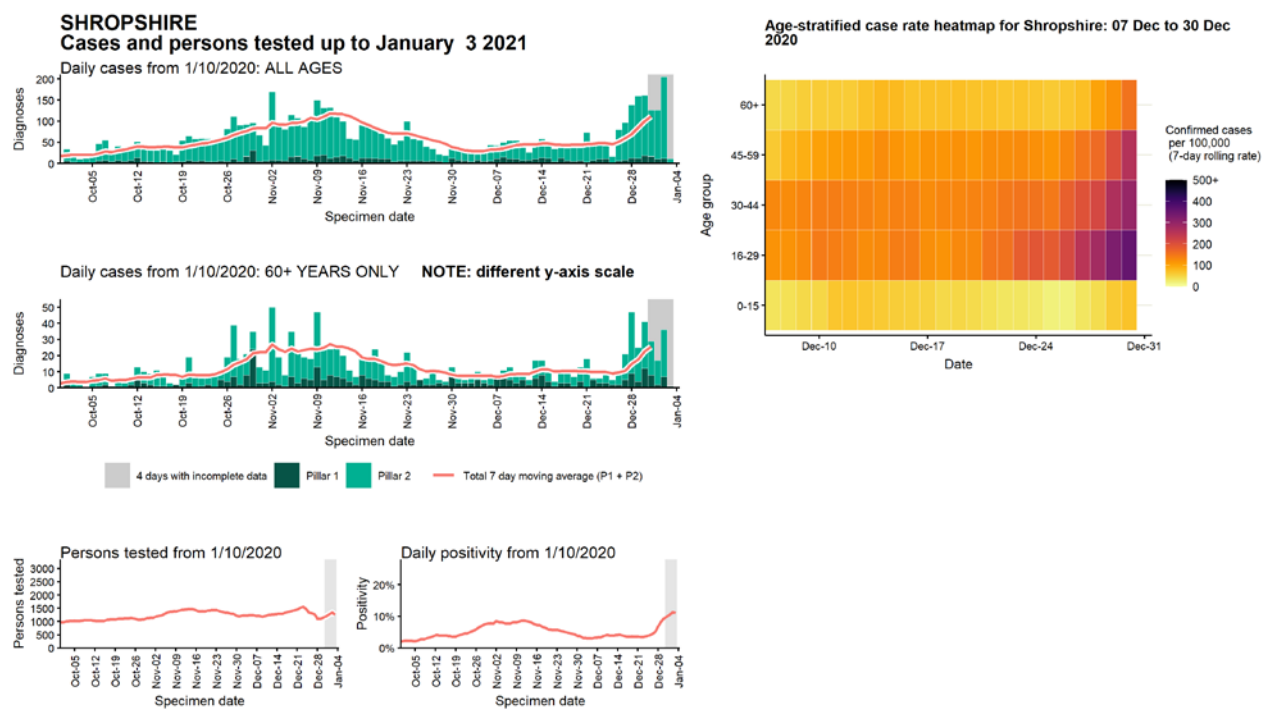 SHROPSHIRE
Cases and persons tested up to January  3 2021
Daily cases from 1/10/2020: ALL AGES
Diagnoses
200
150
100
50
0
Oct-05
Oct-12
Oct-19
Oct-26
Nov-02
Nov-09
Nov-16
Nov-23
Nov-30
Dec-07
Dec-14
Dec-21
Dec-28
Jan-04
Specimen date
Daily cases from 1/10/2020: 60+ YEARS ONLY NOTE: different y-axis scale
Diagnoses
50
40
30
20
10
0
Oct-05
Oct-12
Oct-19
Oct-26
Nov-02
Nov-09
Nov-16
Nov-23
Nov-30
Dec-07
Dec-14
Dec-21
Dec-28
Jan-04
Specimen date
4 days with incomplete data
Pillar 1
Pillar 2
Total 7 day moving average (P1 + P2)
Persons tested from 1/10/2020
Persons tested
3000
2500
2000
1500
1000
500
0
Oct-05
Oct-12
Oct-19
Oct-26
Nov-02
Nov-09
Nov-16
Nov-23
Nov-30
Dec-07
Dec-14
Dec-21
Dec-28
Jan-04
Specimen date
Daily positivity from 1/10/2020
Positivity
20%
10%
0%
Oct-05
Oct-12
Oct-19
Oct-26
Nov-02
Nov-09
Nov-16
Nov-23
Nov-30
Dec-07
Dec-14
Dec-21
Dec-28
Jan-04
Specimen date
Age-stratified case rate heatmap for Shropshire: 07 Dec to 30 Dec
2020
Age group
60+
45-59
30-44
16-29
0-15
Dec-10
Dec-17
Dec-24
Dec-31
Date
Confirmed cases
per 100,000
(7-day rolling rate)
500+
400
300
200
100
0